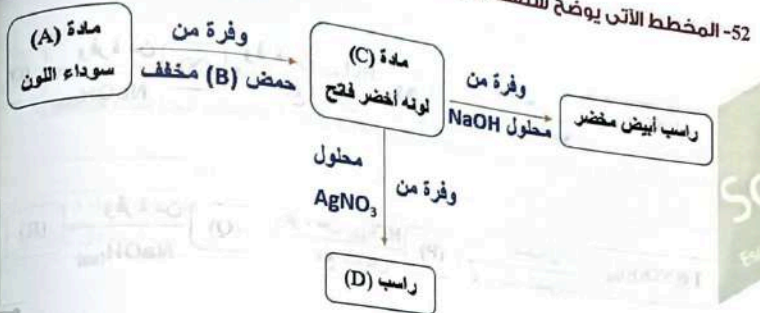 52- المخطط الآتى يوضح
مادة (A)
سوداء اللون
وفرة من
حمض (B) مخفف
مادة (C)
لونه أخضر فاتح
وفرة من
محلول NaOH
راسب أبيض مخضر
محلول
AgNO₃
وفرة من
راسب (D)